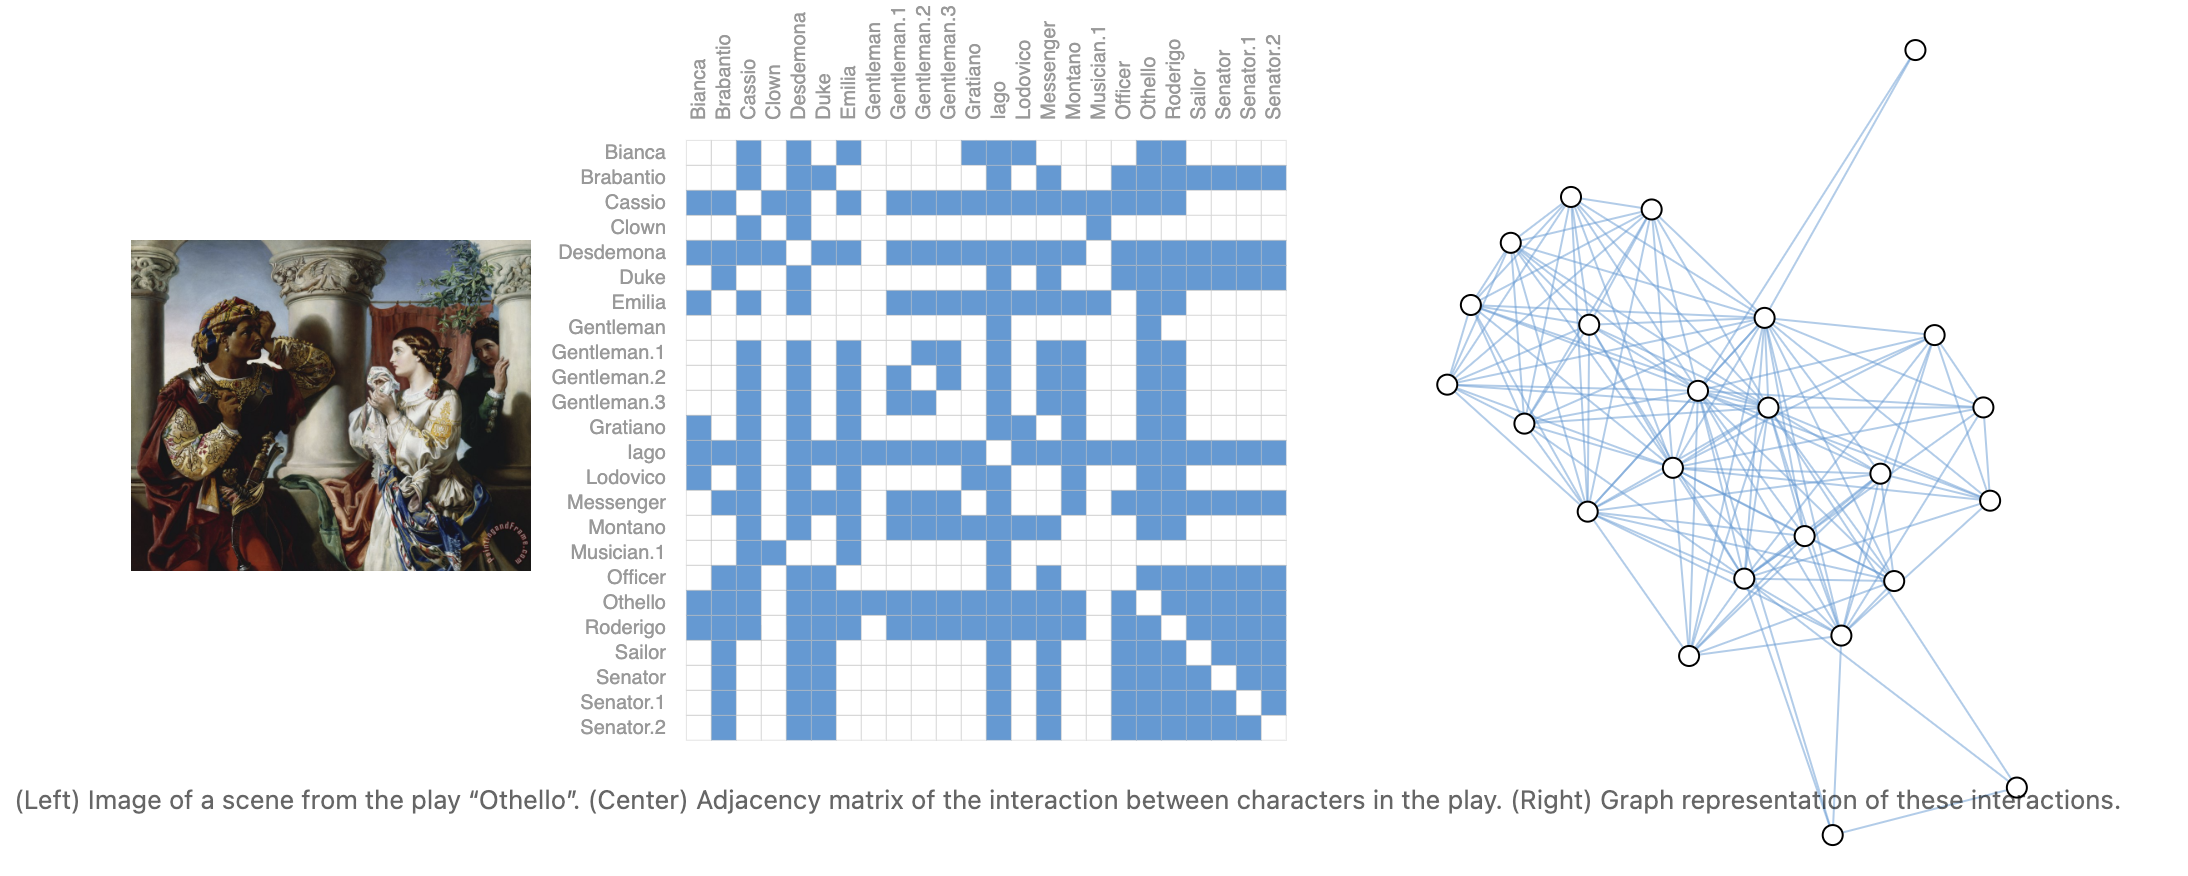 Bianca
Brabantio
Cassio
Clown
Desdemona
Duke
Emilia
Gentleman
Gentleman.1
Gentleman.2
Gentleman.3
Gratiano
Iago
Lodovico
Messenger
Montano
Musician.1
Officer
Othello
Roderigo
Sailor
Senator
Senator.1
Senator.2
Bianca
Brabantio
Cassio
Clown
Desdemona
Duke
Emilia
Gentleman
Gentleman.1
Gentleman.2
Gentleman.3
Gratiano
Iago
Lodovico
Messenger
Montano
Musician.1
Officer
Othello
Roderigo
Sailor
Senator
Senator.1
Senator.2
(Left) Image of a scene from the play “Othello”. (Center) Adjacency matrix of the interaction between characters in the play. (Right) Graph representation of these interactions.